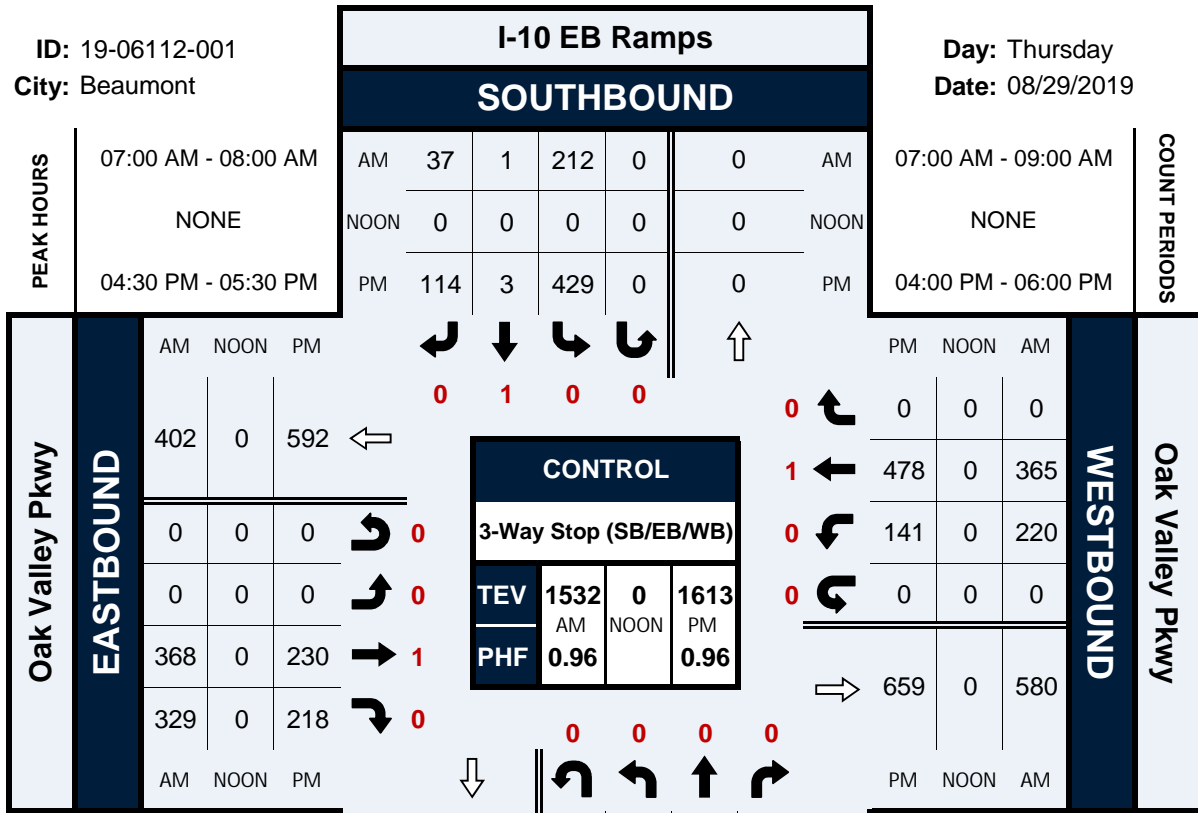 I-10 EB Ramps
SOUTHBOUND
ID: 19-06112-001
City: Beaumont
Day: Thursday
Date: 08/29/2019
PEAK HOURS
07:00 AM - 08:00 AM
NONE
04:30 PM - 05:30 PM
AM 37 1 212 0 0 AM
NOON 0 0 0 0 0 NOON
PM 114 3 429 0 0 PM
07:00 AM - 09:00 AM
NONE
04:00 PM - 06:00 PM
COUNT PERIODS
0 1 0 0
Oak Valley Pkwy
EASTBOUND
AM NOON PM
402 0 592
0 0 0 0
0 0 0 0
368 0 230 1
329 0 218 0
AM NOON PM
CONTROL
3-Way Stop (SB/EB/WB)
TEV 1532 0 1613
AM NOON PM
PHF 0.96 0.96
PM NOON AM
0 0 0 0
1 478 0 365
0 141 0 220
0 0 0 0
659 0 580
PM NOON AM
WESTBOUND
Oak Valley Pkwy
0 0 0 0